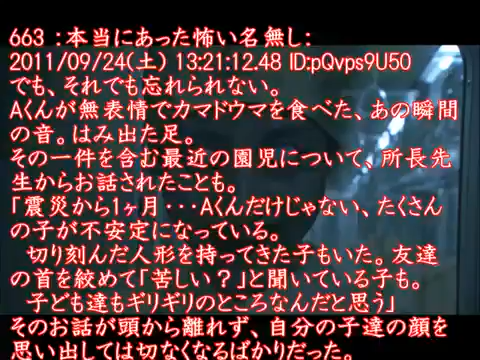 663 :本当にあった怖い名無し:
2011/09/24(土) 13:21:12.48 ID:pQvps9U50
でも、それでも忘れられない。
Aくんが無表情でカマドウマを食べた、あの瞬間
の音。はみ出た足。
その一件を含む最近の園児について、所長先
生からお話されたことも。
「震災から1ヶ月・・・Aくんだけじゃない、たくさん
の子が不安定になっている。
　切り刻んだ人形を持ってきた子もいた。友達
の首を絞めて「苦しい?」と聞いている子も。
　子ども達もギリギリのところなんだと思う」
そのお話が頭から離れず、自分の子達の顔を
思い出しては切なくなるばかりだった。